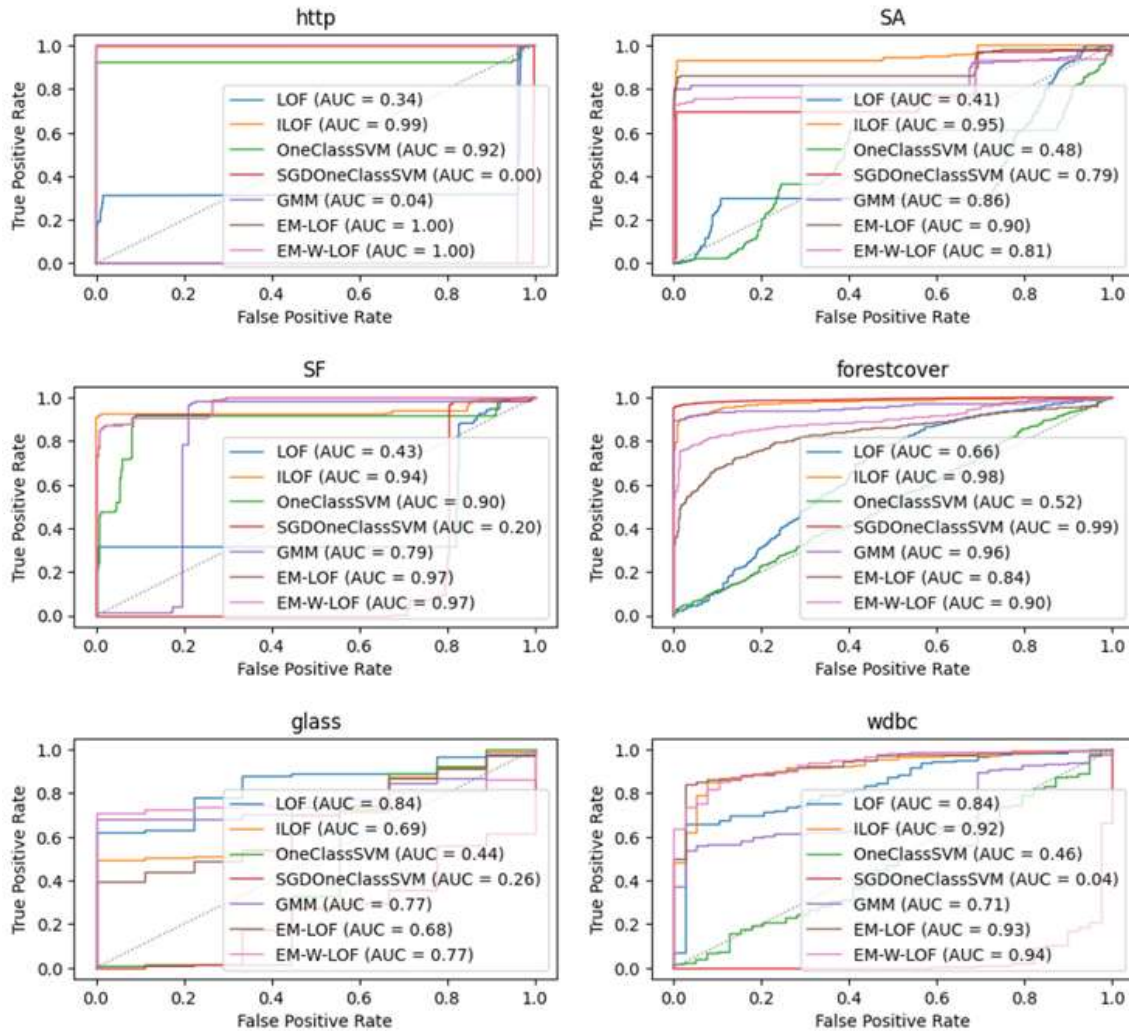 http
True Positive Rate
1.0
0.8
0.6
0.4
0.2
0.0
LOF (AUC = 0.34)
ILOF (AUC = 0.99)
OneClassSVM (AUC = 0.92)
SGDOneClassSVM (AUC = 0.00)
GMM (AUC = 0.04)
EM-LOF (AUC = 1.00)
EM-W-LOF (AUC = 1.00)
0.0 0.2 0.4 0.6 0.8 1.0
False Positive Rate
SA
True Positive Rate
1.0
0.8
0.6
0.4
0.2
0.0
LOF (AUC = 0.41)
ILOF (AUC = 0.95)
OneClassSVM (AUC = 0.48)
SGDOneClassSVM (AUC = 0.79)
GMM (AUC = 0.86)
EM-LOF (AUC = 0.90)
EM-W-LOF (AUC = 0.81)
0.0 0.2 0.4 0.6 0.8 1.0
False Positive Rate
SF
True Positive Rate
1.0
0.8
0.6
0.4
0.2
0.0
LOF (AUC = 0.43)
ILOF (AUC = 0.94)
OneClassSVM (AUC = 0.90)
SGDOneClassSVM (AUC = 0.20)
GMM (AUC = 0.79)
EM-LOF (AUC = 0.97)
EM-W-LOF (AUC = 0.97)
0.0 0.2 0.4 0.6 0.8 1.0
False Positive Rate
forestcover
True Positive Rate
1.0
0.8
0.6
0.4
0.2
0.0
LOF (AUC = 0.66)
ILOF (AUC = 0.98)
OneClassSVM (AUC = 0.52)
SGDOneClassSVM (AUC = 0.99)
GMM (AUC = 0.96)
EM-LOF (AUC = 0.84)
EM-W-LOF (AUC = 0.90)
0.0 0.2 0.4 0.6 0.8 1.0
False Positive Rate
glass
True Positive Rate
1.0
0.8
0.6
0.4
0.2
0.0
LOF (AUC = 0.84)
ILOF (AUC = 0.69)
OneClassSVM (AUC = 0.44)
SGDOneClassSVM (AUC = 0.26)
GMM (AUC = 0.77)
EM-LOF (AUC = 0.68)
EM-W-LOF (AUC = 0.77)
0.0 0.2 0.4 0.6 0.8 1.0
False Positive Rate
wdbc
True Positive Rate
1.0
0.8
0.6
0.4
0.2
0.0
LOF (AUC = 0.84)
ILOF (AUC = 0.92)
OneClassSVM (AUC = 0.46)
SGDOneClassSVM (AUC = 0.04)
GMM (AUC = 0.71)
EM-LOF (AUC = 0.93)
EM-W-LOF (AUC = 0.94)
0.0 0.2 0.4 0.6 0.8 1.0
False Positive Rate